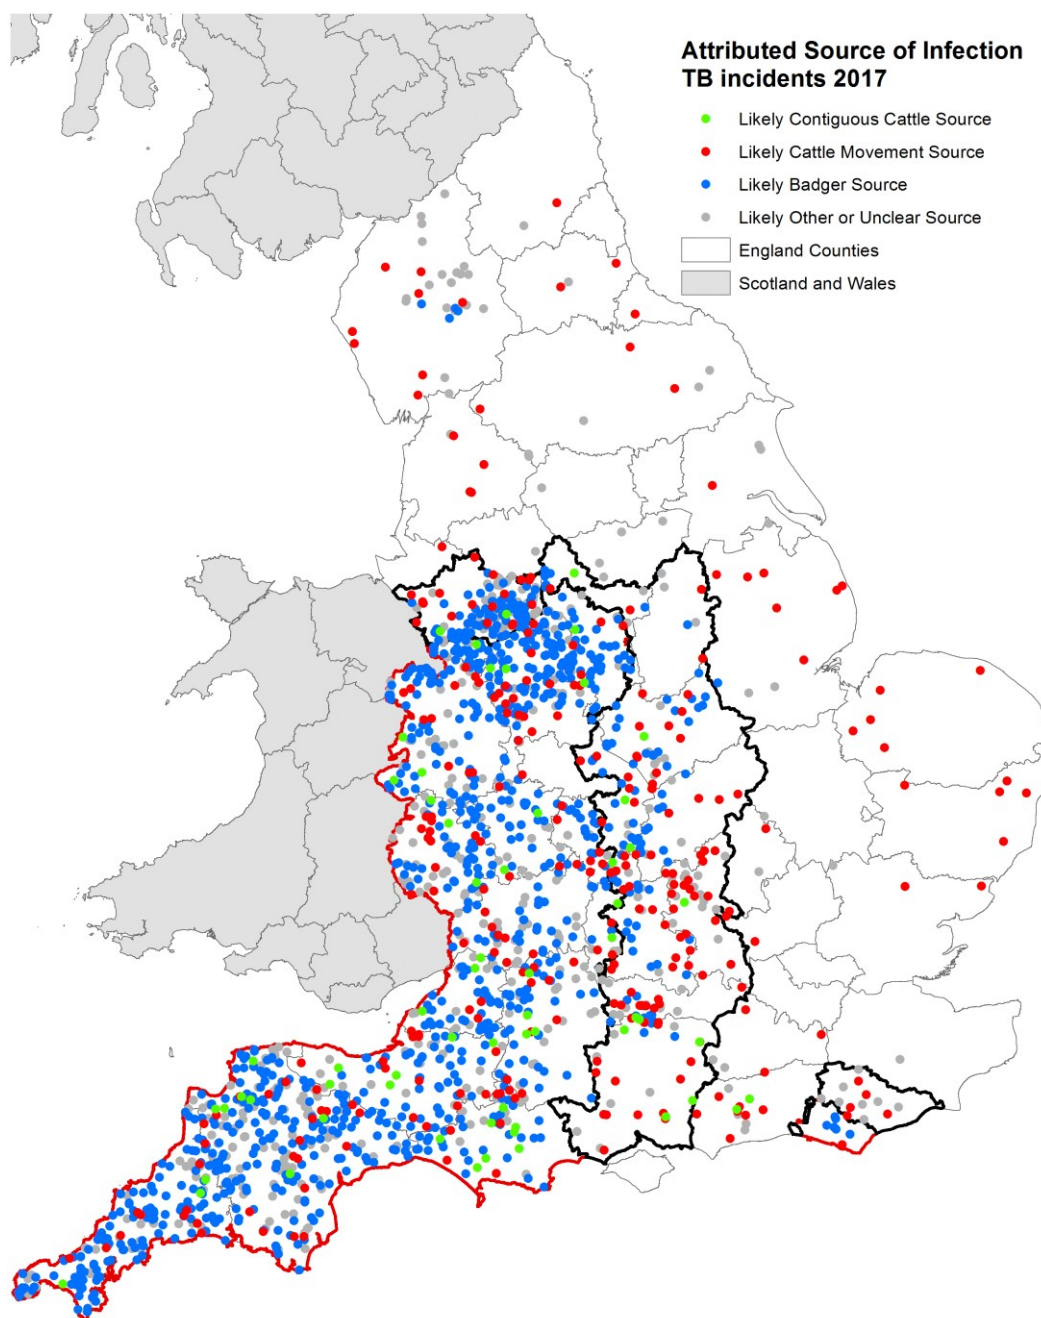 Attributed Source of Infection
TB incidents 2017
Likely Contiguous Cattle Source
Likely Cattle Movement Source
Likely Badger Source
Likely Other or Unclear Source
England Counties
Scotland and Wales